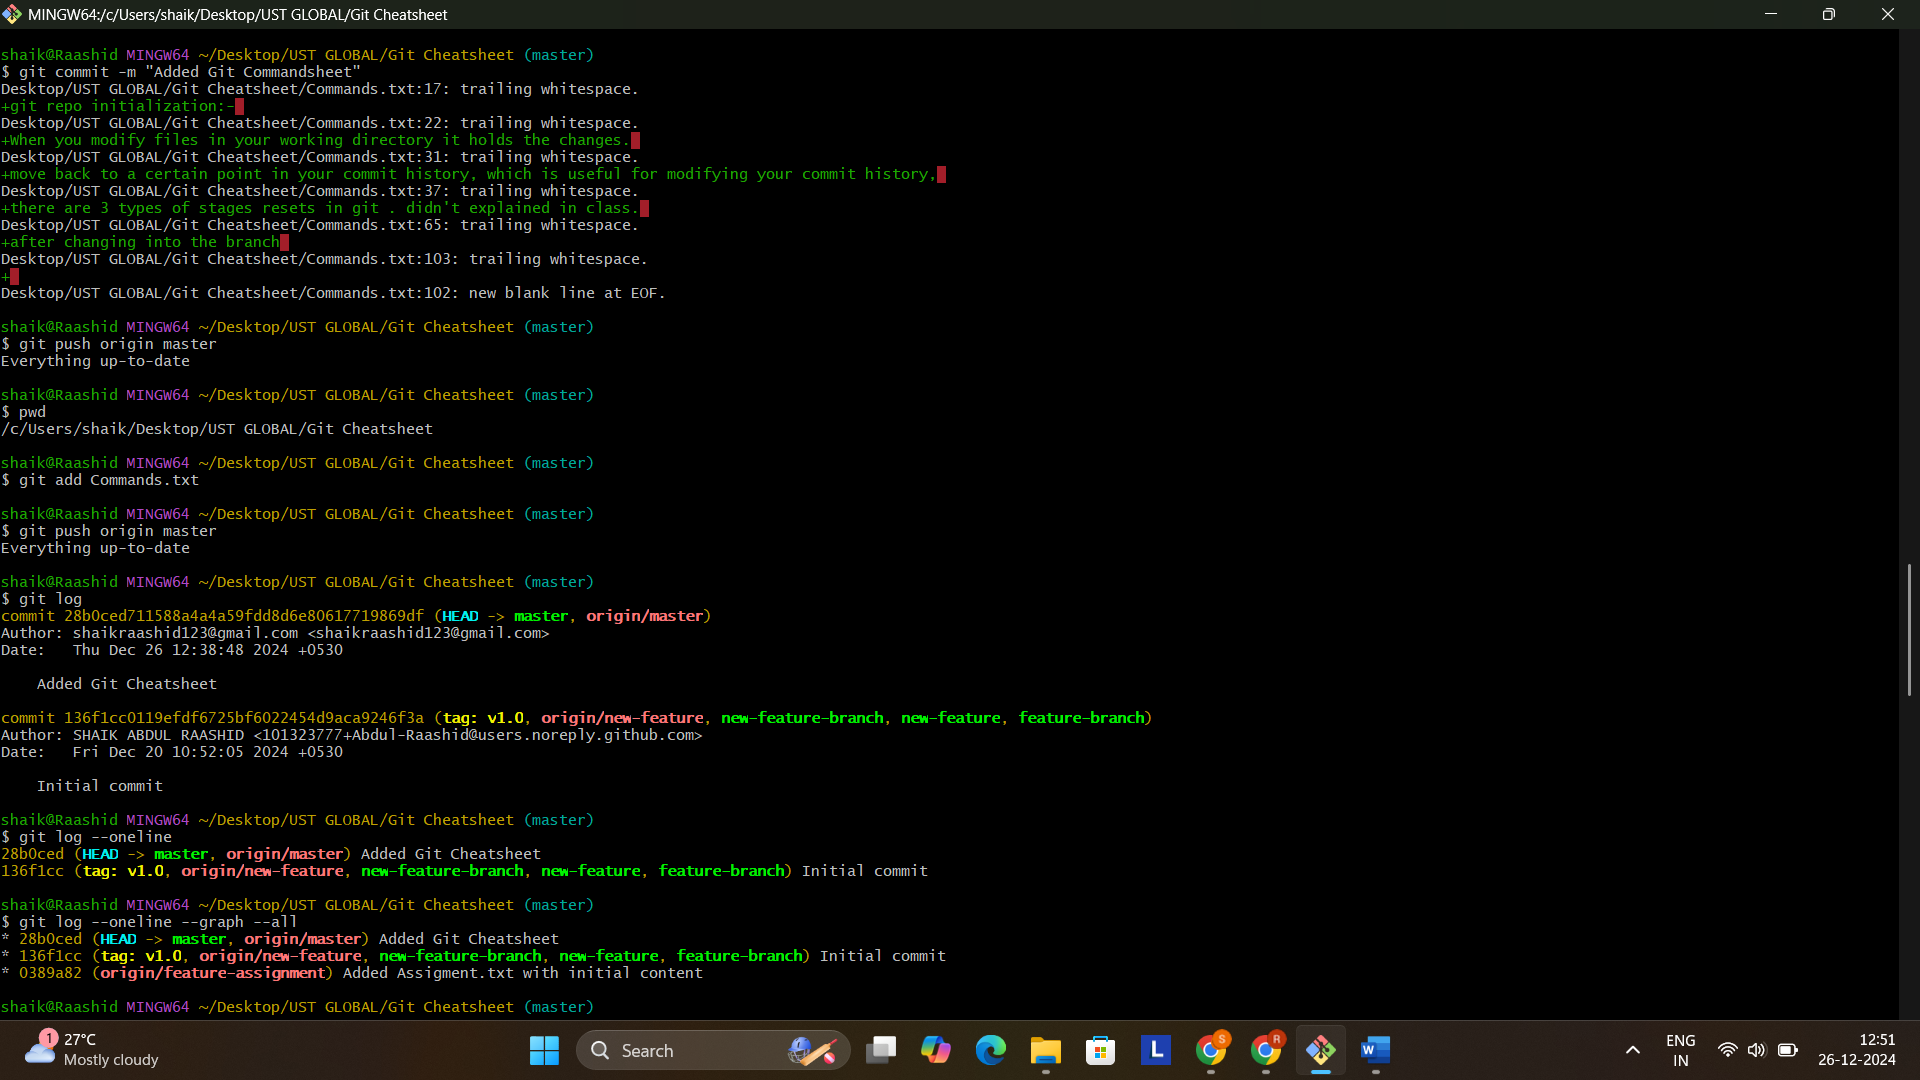 MINGW64:/c/Users/shaik/Desktop/UST GLOBAL/Git Cheatsheet
shaik@Raashid MINGW64 ~/Desktop/UST GLOBAL/Git Cheatsheet (master)
$ git commit -m "Added Git Commandsheet"
Desktop/UST GLOBAL/Git Cheatsheet/Commands.txt:17: trailing whitespace.
+git repo initialization:-
Desktop/UST GLOBAL/Git Cheatsheet/Commands.txt:22: trailing whitespace.
+When you modify files in your working directory it holds the changes.
Desktop/UST GLOBAL/Git Cheatsheet/Commands.txt:31: trailing whitespace.
+move back to a certain point in your commit history, which is useful for modifying your commit history,
Desktop/UST GLOBAL/Git Cheatsheet/Commands.txt:37: trailing whitespace.
+there are 3 types of stages resets in git . didn't explained in class.
Desktop/UST GLOBAL/Git Cheatsheet/Commands.txt:65: trailing whitespace.
+after changing into the branch
Desktop/UST GLOBAL/Git Cheatsheet/Commands.txt:103: trailing whitespace.
+
Desktop/UST GLOBAL/Git Cheatsheet/Commands.txt:102: new blank line at EOF.
shaik@Raashid MINGW64 ~/Desktop/UST GLOBAL/Git Cheatsheet (master)
$ git push origin master
Everything up-to-date
shaik@Raashid MINGW64 ~/Desktop/UST GLOBAL/Git Cheatsheet (master)
$ pwd
/c/Users/shaik/Desktop/UST GLOBAL/Git Cheatsheet
shaik@Raashid MINGW64 ~/Desktop/UST GLOBAL/Git Cheatsheet (master)
$ git add Commands.txt
shaik@Raashid MINGW64 ~/Desktop/UST GLOBAL/Git Cheatsheet (master)
$ git push origin master
Everything up-to-date
shaik@Raashid MINGW64 ~/Desktop/UST GLOBAL/Git Cheatsheet (master)
$ git log
commit 28b0ced711588a4a4a59fdd8d6e80617719869df (HEAD -> master, origin/master)
Author: shaikraashid123@gmail.com <shaikraashid123@gmail.com>
Date:   Thu Dec 26 12:38:48 2024 +0530
    Added Git Cheatsheet
commit 136f1cc0119efdf6725bf6022454d9aca9246f3a (tag: v1.0, origin/new-feature, new-feature-branch, new-feature, feature-branch)
Author: SHAIK ABDUL RAASHID <101323777+Abdul-Raashid@users.noreply.github.com>
Date:   Fri Dec 20 10:52:05 2024 +0530
    Initial commit
shaik@Raashid MINGW64 ~/Desktop/UST GLOBAL/Git Cheatsheet (master)
$ git log --oneline
28b0ced (HEAD -> master, origin/master) Added Git Cheatsheet
136f1cc (tag: v1.0, origin/new-feature, new-feature-branch, new-feature, feature-branch) Initial commit
shaik@Raashid MINGW64 ~/Desktop/UST GLOBAL/Git Cheatsheet (master)
$ git log --oneline --graph --all
* 28b0ced (HEAD -> master, origin/master) Added Git Cheatsheet
* 136f1cc (tag: v1.0, origin/new-feature, new-feature-branch, new-feature, feature-branch) Initial commit
* 0389a82 (origin/feature-assignment) Added Assigment.txt with initial content
shaik@Raashid MINGW64 ~/Desktop/UST GLOBAL/Git Cheatsheet (master)
1
27°C
Mostly cloudy
Search
L
S
R
W
ENG
IN
12:51
26-12-2024